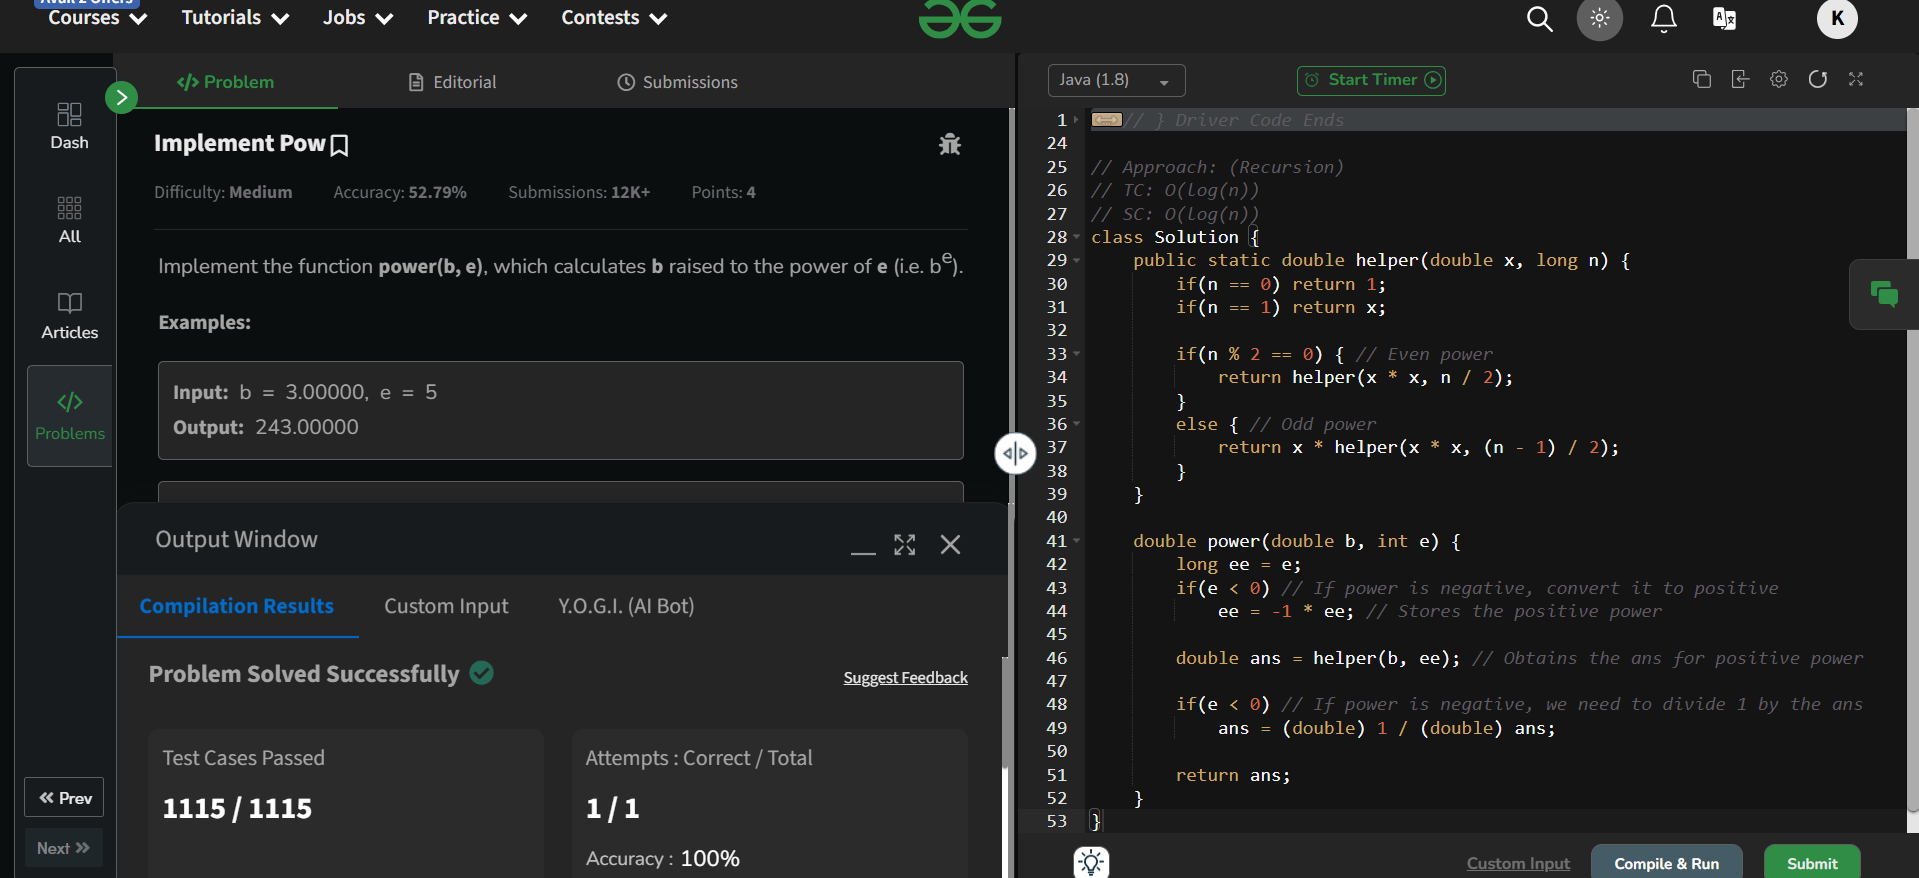 Avail 2 Offers
Courses Tutorials Jobs Practice Contests
K
Dash
All
Articles
Problems
Prev
Next
Problem Editorial Submissions
Implement Pow
Difficulty: Medium Accuracy: 52.79% Submissions: 12K+ Points: 4
Implement the function power(b, e), which calculates b raised to the power of e (i.e. bᵉ).
Examples:
Input: b = 3.00000, e = 5
Output: 243.00000
Output Window
Compilation Results Custom Input Y.O.G.I. (AI Bot)
Problem Solved Successfully
Suggest Feedback
Test Cases Passed
1115 / 1115
Attempts : Correct / Total
1 / 1
Accuracy : 100%
Java (1.8)
Start Timer
1 // } Driver Code Ends
24
25 // Approach: (Recursion)
26 // TC: O(log(n))
27 // SC: O(log(n))
28 class Solution {
29     public static double helper(double x, long n) {
30         if(n == 0) return 1;
31         if(n == 1) return x;
32
33         if(n % 2 == 0) { // Even power
34             return helper(x * x, n / 2);
35         }
36         else { // Odd power
37             return x * helper(x * x, (n - 1) / 2);
38         }
39     }
40
41     double power(double b, int e) {
42         long ee = e;
43         if(e < 0) // If power is negative, convert it to positive
44             ee = -1 * ee; // Stores the positive power
45
46         double ans = helper(b, ee); // Obtains the ans for positive power
47
48         if(e < 0) // If power is negative, we need to divide 1 by the ans
49             ans = (double) 1 / (double) ans;
50
51         return ans;
52     }
53 }
Custom Input Compile & Run Submit